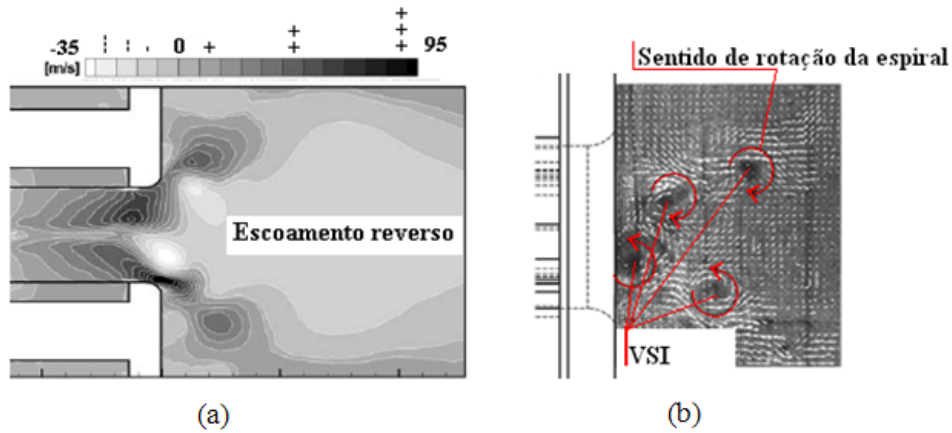 -35 0 + + + + + + 95
[m/s]
Escoamento reverso
(a)
Sentido de rotação da espiral
VSI
(b)